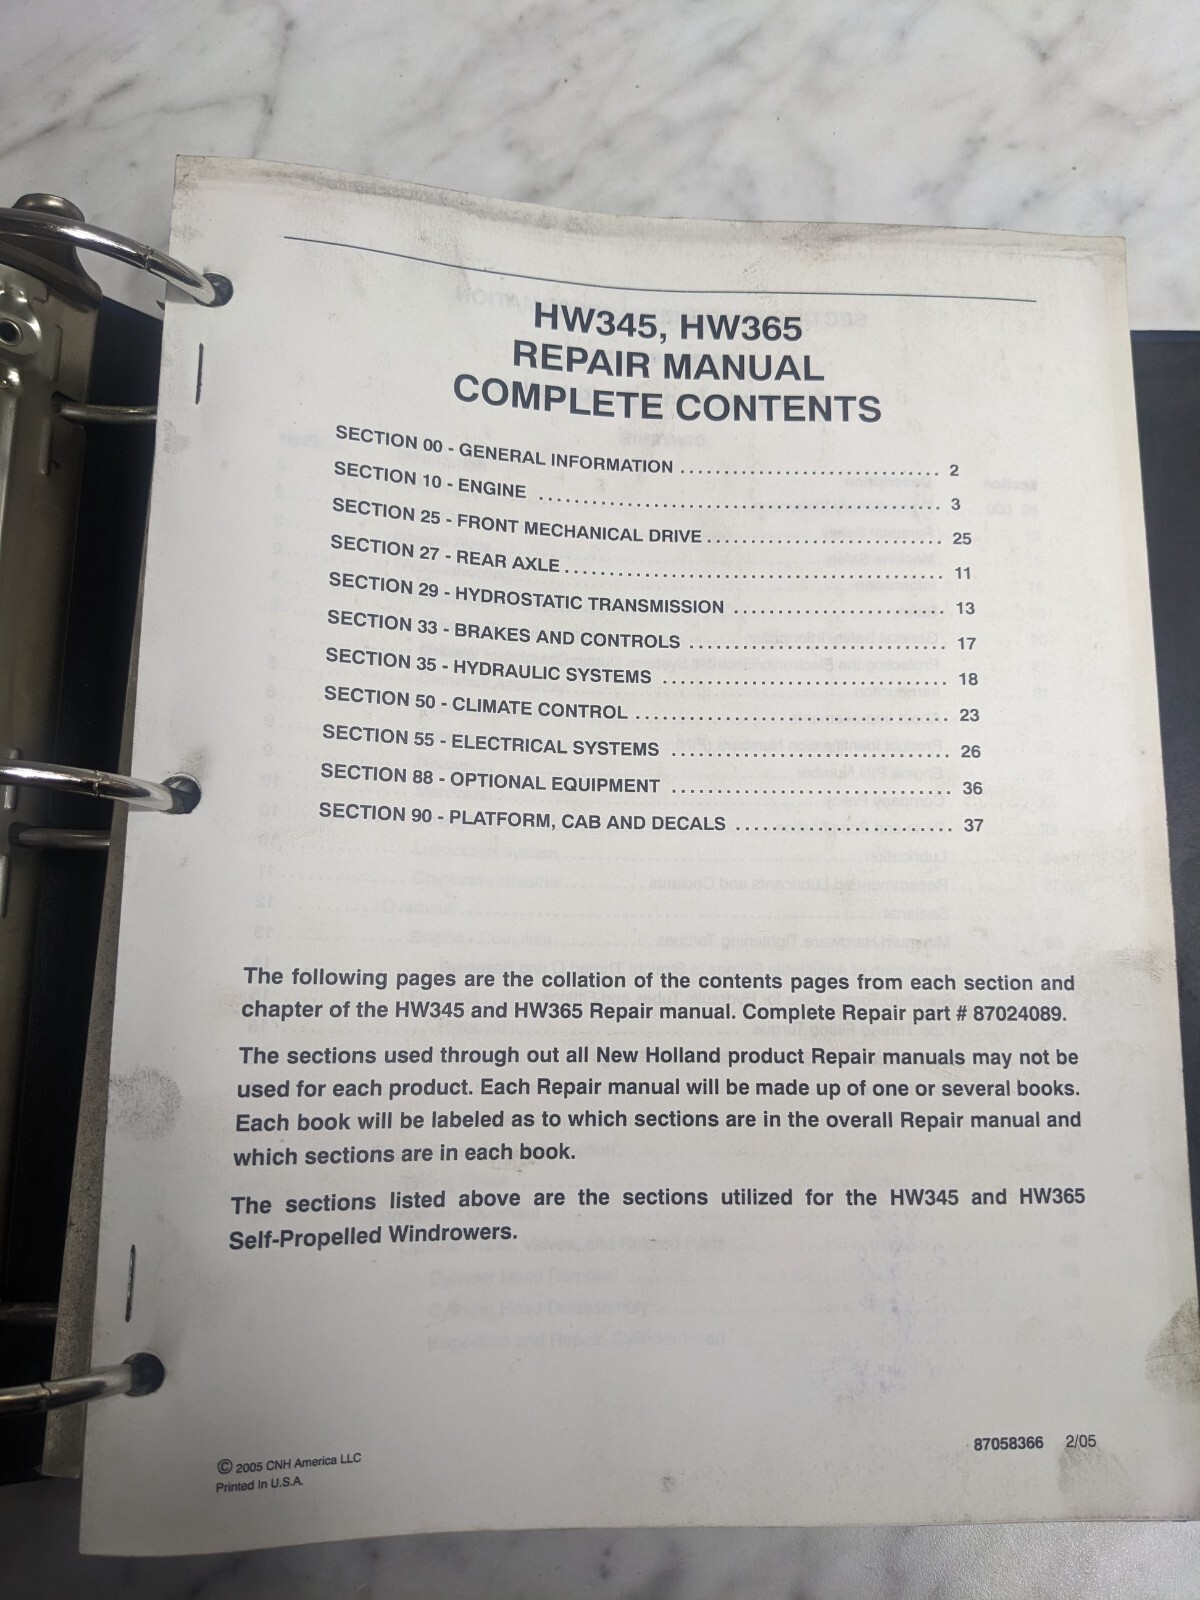 HW345, HW365
REPAIR MANUAL
COMPLETE CONTENTS
SECTION 00 - GENERAL INFORMATION ............................. 2
SECTION 10 - ENGINE ............................................. 3
SECTION 25 - FRONT MECHANICAL DRIVE ........................... 25
SECTION 27 - REAR AXLE .......................................... 11
SECTION 29 - HYDROSTATIC TRANSMISSION ........................ 13
SECTION 33 - BRAKES AND CONTROLS ............................. 17
SECTION 35 - HYDRAULIC SYSTEMS ................................ 18
SECTION 50 - CLIMATE CONTROL ................................... 23
SECTION 55 - ELECTRICAL SYSTEMS ............................... 26
SECTION 88 - OPTIONAL EQUIPMENT ............................... 36
SECTION 90 - PLATFORM, CAB AND DECALS ........................ 37
The following pages are the collation of the contents pages from each section and
chapter of the HW345 and HW365 Repair manual. Complete Repair part # 87024089.
The sections used through out all New Holland product Repair manuals may not be
used for each product. Each Repair manual will be made up of one or several books.
Each book will be labeled as to which sections are in the overall Repair manual and
which sections are in each book.
The sections listed above are the sections utilized for the HW345 and HW365
Self-Propelled Windrowers.
© 2005 CNH America LLC
Printed In U.S.A.
87058366 2/05